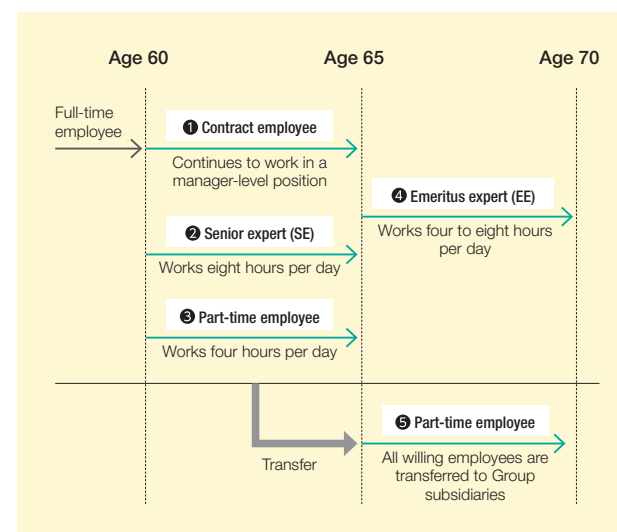 Age 60
Age 65
Age 70
Full-time
employee
❶ Contract employee
Continues to work in a
manager-level position
❹ Emeritus expert (EE)
Works four to eight hours
per day
❷ Senior expert (SE)
Works eight hours per day
❸ Part-time employee
Works four hours per day
❺ Part-time employee
Transfer
All willing employees are
transferred to Group
subsidiaries